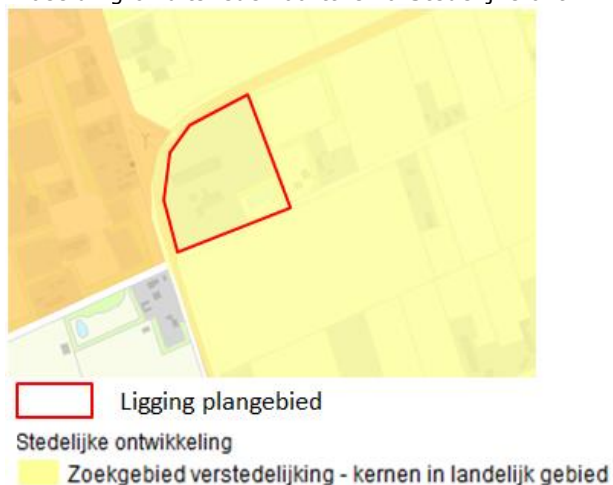 Ligging plangebied
Stedelijke ontwikkeling
Zoekgebied verstedelijking - kernen in landelijk gebied